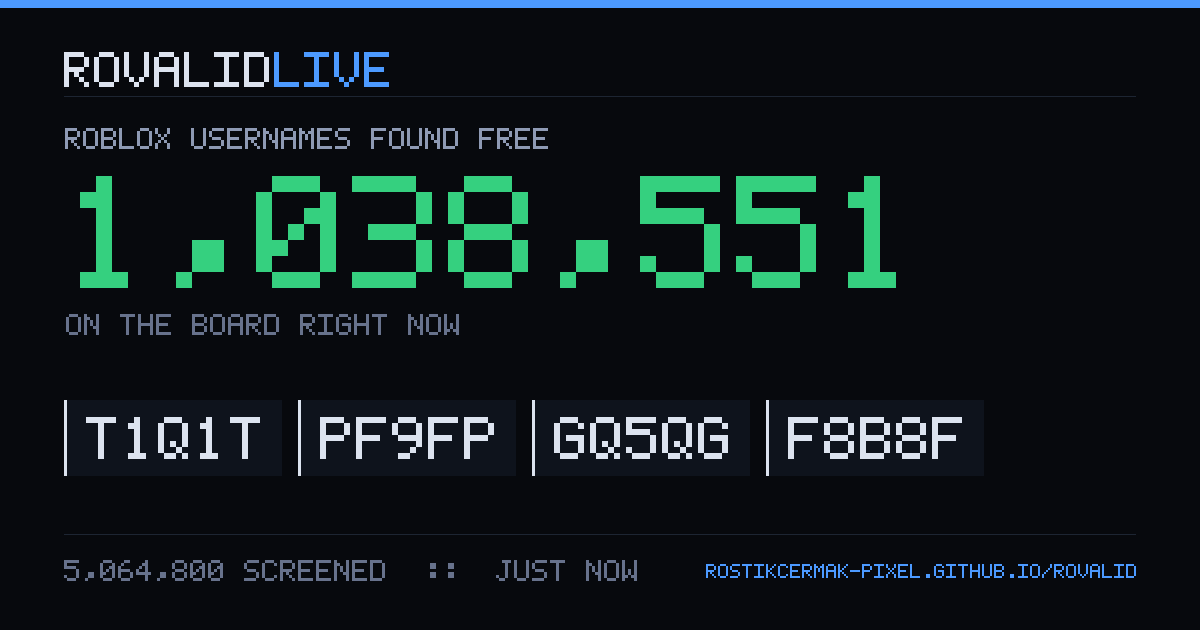 ROVALIDLIVE
ROBLOX USERNAMES FOUND FREE
1,038,551
ON THE BOARD RIGHT NOW
T1Q1T PF9FP GQ5QG F8B8F
5,064,800 SCREENED :: JUST NOW ROSTIKCERMAK-PIXEL.GITHUB.IO/ROVALID